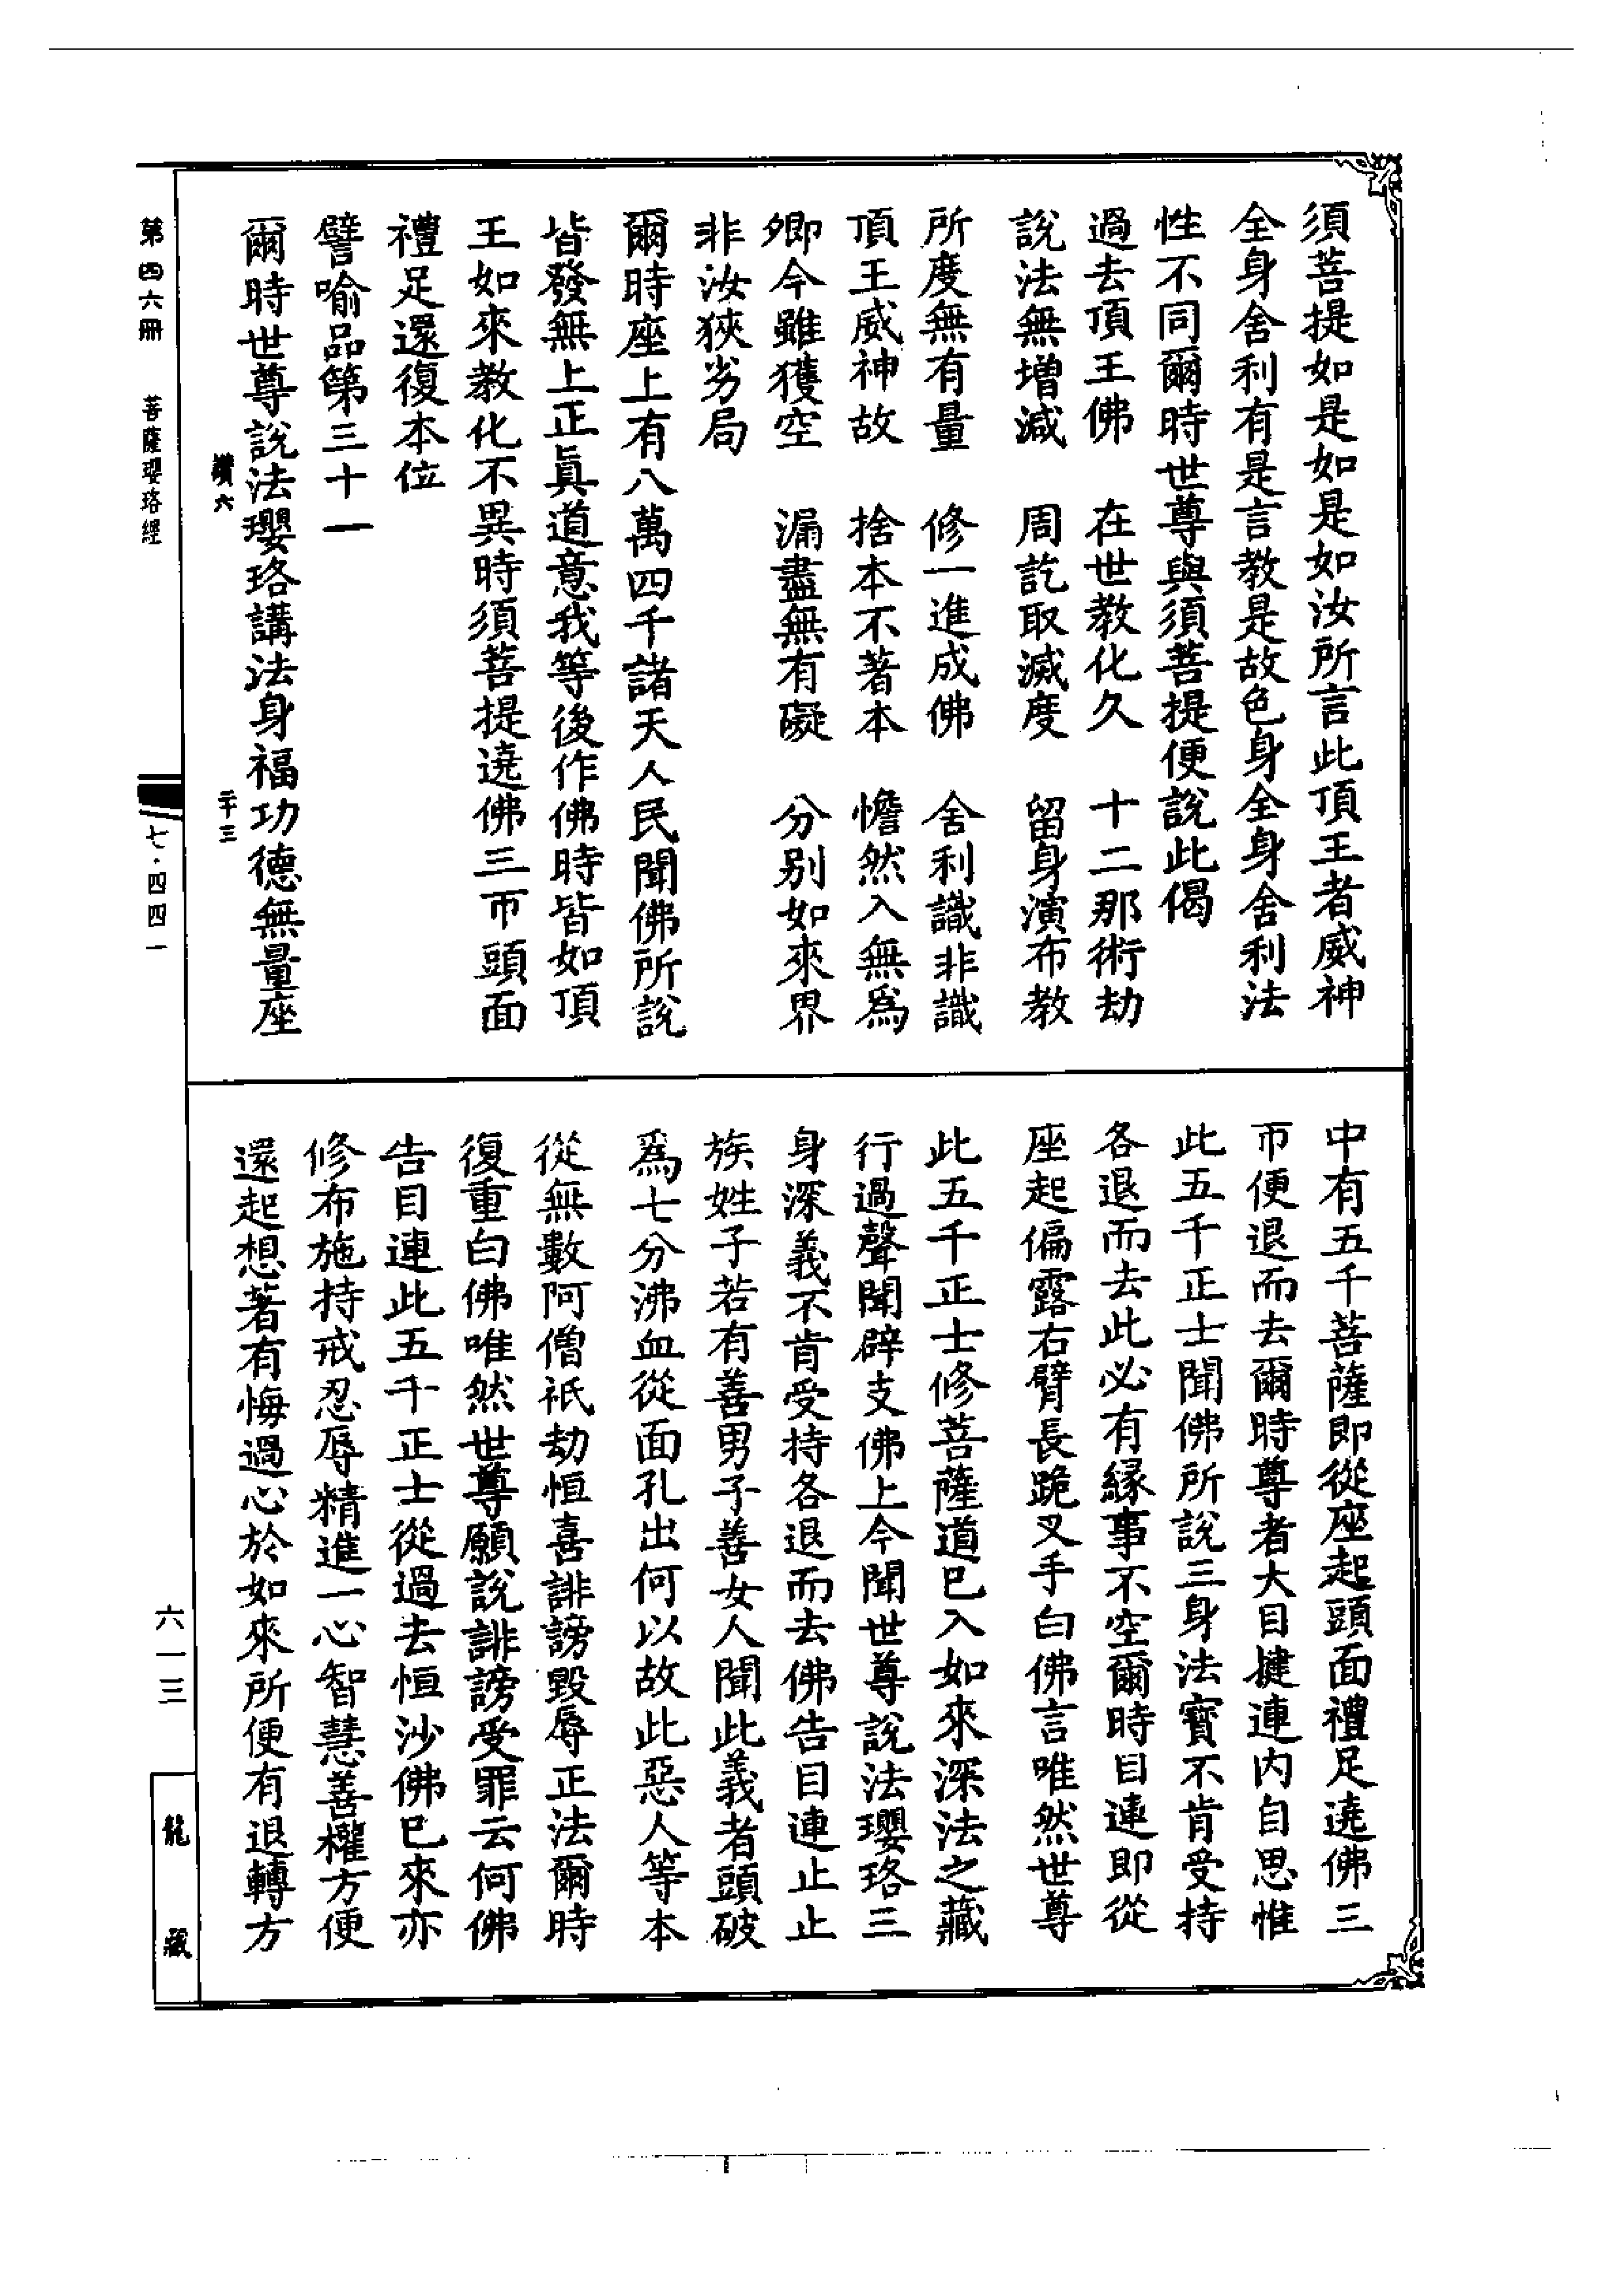 須菩提如是如是如汝所言此頂王者威神
全身舍利有是言教是故色身全身舍利法
性不同爾時世尊與須菩提便說此偈
過去頂王佛　在世教化久　十二那術劫
說法無增減　周訖取滅度　留身演布教
所度無有量　修一進成佛　舍利識非識
頂王威神故　捨本不著本　憺然入無為
卿今雖獲空　漏盡無有礙　分別如來界
非汝狹劣局
爾時座上有八萬四千諸天人民聞佛所說
皆發無上正真道意我等後作佛時皆如頂
王如來教化不異時須菩提遶佛三帀頭面
禮足還復本位
譬喻品第三十一
爾時世尊說法瓔珞講法身福功德無量座
纓六　二十三
中有五千菩薩即從座起頭面禮足遶佛三
帀便退而去爾時尊者大目揵連內自思惟
此五千正士聞佛所說三身法寶不肯受持
各退而去此必有緣事不空爾時目連即從
座起偏露右臂長跪叉手白佛言唯然世尊
此五千正士修菩薩道已入如來深法之藏
行過聲聞辟支佛上今聞世尊說法瓔珞三
身深義不肯受持各退而去佛告目連止止
族姓子若有善男子善女人聞此義者頭破
為七分沸血從面孔出何以故此惡人等本
從無數阿僧祇劫恒喜誹謗毀辱正法爾時
復重白佛唯然世尊願說誹謗受罪云何佛
告目連此五千正士從過去恒沙佛已來亦
修布施持戒忍辱精進一心智慧善權方便
還起想著有悔過心於如來所便有退轉方
第四六冊　菩薩瓔珞經
七·四四一
六一三
龍藏